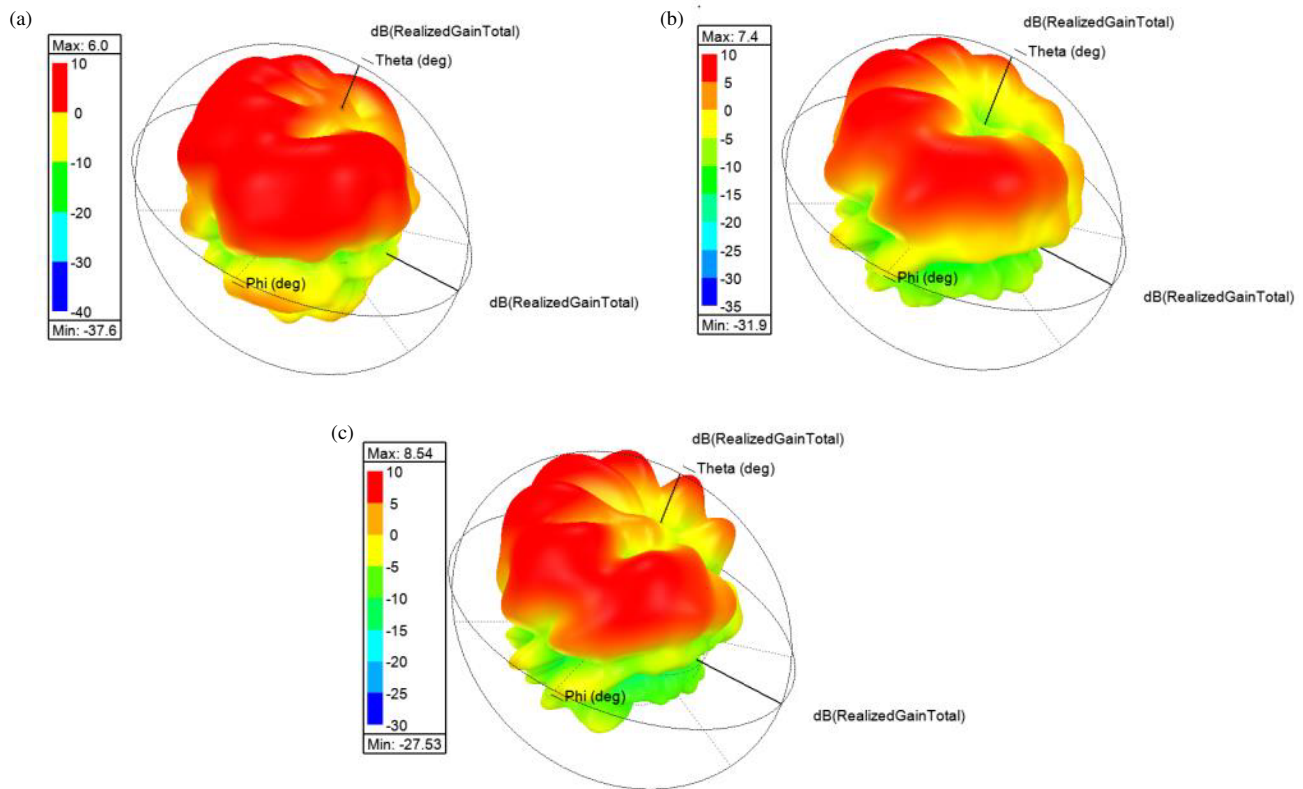 (a)
dB(RealizedGainTotal)
Theta (deg)
Max: 6.0
10
0
-10
-20
-30
-40
Min: -37.6
Phi (deg)
dB(RealizedGainTotal)
(b)
dB(RealizedGainTotal)
Theta (deg)
Max: 7.4
10
5
0
-5
-10
-15
-20
-25
-30
-35
Min: -31.9
Phi (deg)
dB(RealizedGainTotal)
(c)
dB(RealizedGainTotal)
Theta (deg)
Max: 8.54
10
5
0
-5
-10
-15
-20
-25
-30
Min: -27.53
Phi (deg)
dB(RealizedGainTotal)